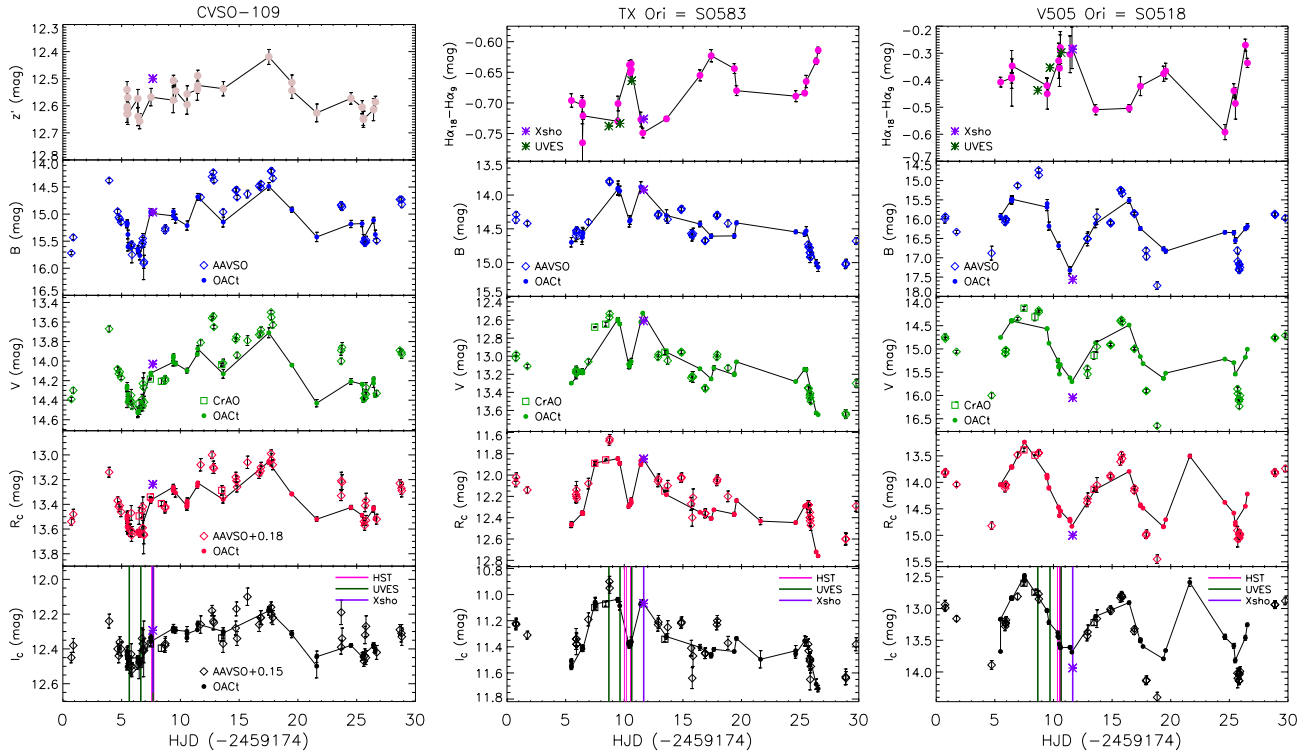 CVSO-109
12.3
12.4
12.5
12.6
12.7
12.8
z' (mag)
14.0
14.5
15.0
15.5
16.0
16.5
B (mag)
AAVSO
OACt
13.4
13.6
13.8
14.0
14.2
14.4
14.6
V (mag)
CrAO
OACt
13.0
13.2
13.4
13.6
13.8
R_C (mag)
AAVSO+0.18
OACt
12.0
12.2
12.4
12.6
I_C (mag)
HST
UVES
Xsho
AAVSO+0.15
OACt
0 5 10 15 20 25 30
HJD (-2459174)
TX Ori = SO583
-0.60
-0.65
-0.70
-0.75
Hα18-Hα9 (mag)
Xsho
UVES
13.5
14.0
14.5
15.0
B (mag)
AAVSO
OACt
12.4
12.6
12.8
13.0
13.2
13.4
13.6
V (mag)
CrAO
OACt
11.6
11.8
12.0
12.2
12.4
12.6
12.8
R_C (mag)
10.8
11.0
11.2
11.4
11.6
11.8
I_C (mag)
HST
UVES
Xsho
0 5 10 15 20 25 30
HJD (-2459174)
V505 Ori = SO518
-0.2
-0.3
-0.4
-0.5
-0.6
-0.7
Hα18-Hα9 (mag)
Xsho
UVES
14.5
15.0
15.5
16.0
16.5
17.0
17.5
18.0
B (mag)
AAVSO
OACt
14.0
14.5
15.0
15.5
16.0
16.5
V (mag)
CrAO
OACt
13.5
14.0
14.5
15.0
15.5
R_C (mag)
12.5
13.0
13.5
14.0
I_C (mag)
HST
UVES
Xsho
0 5 10 15 20 25 30
HJD (-2459174)